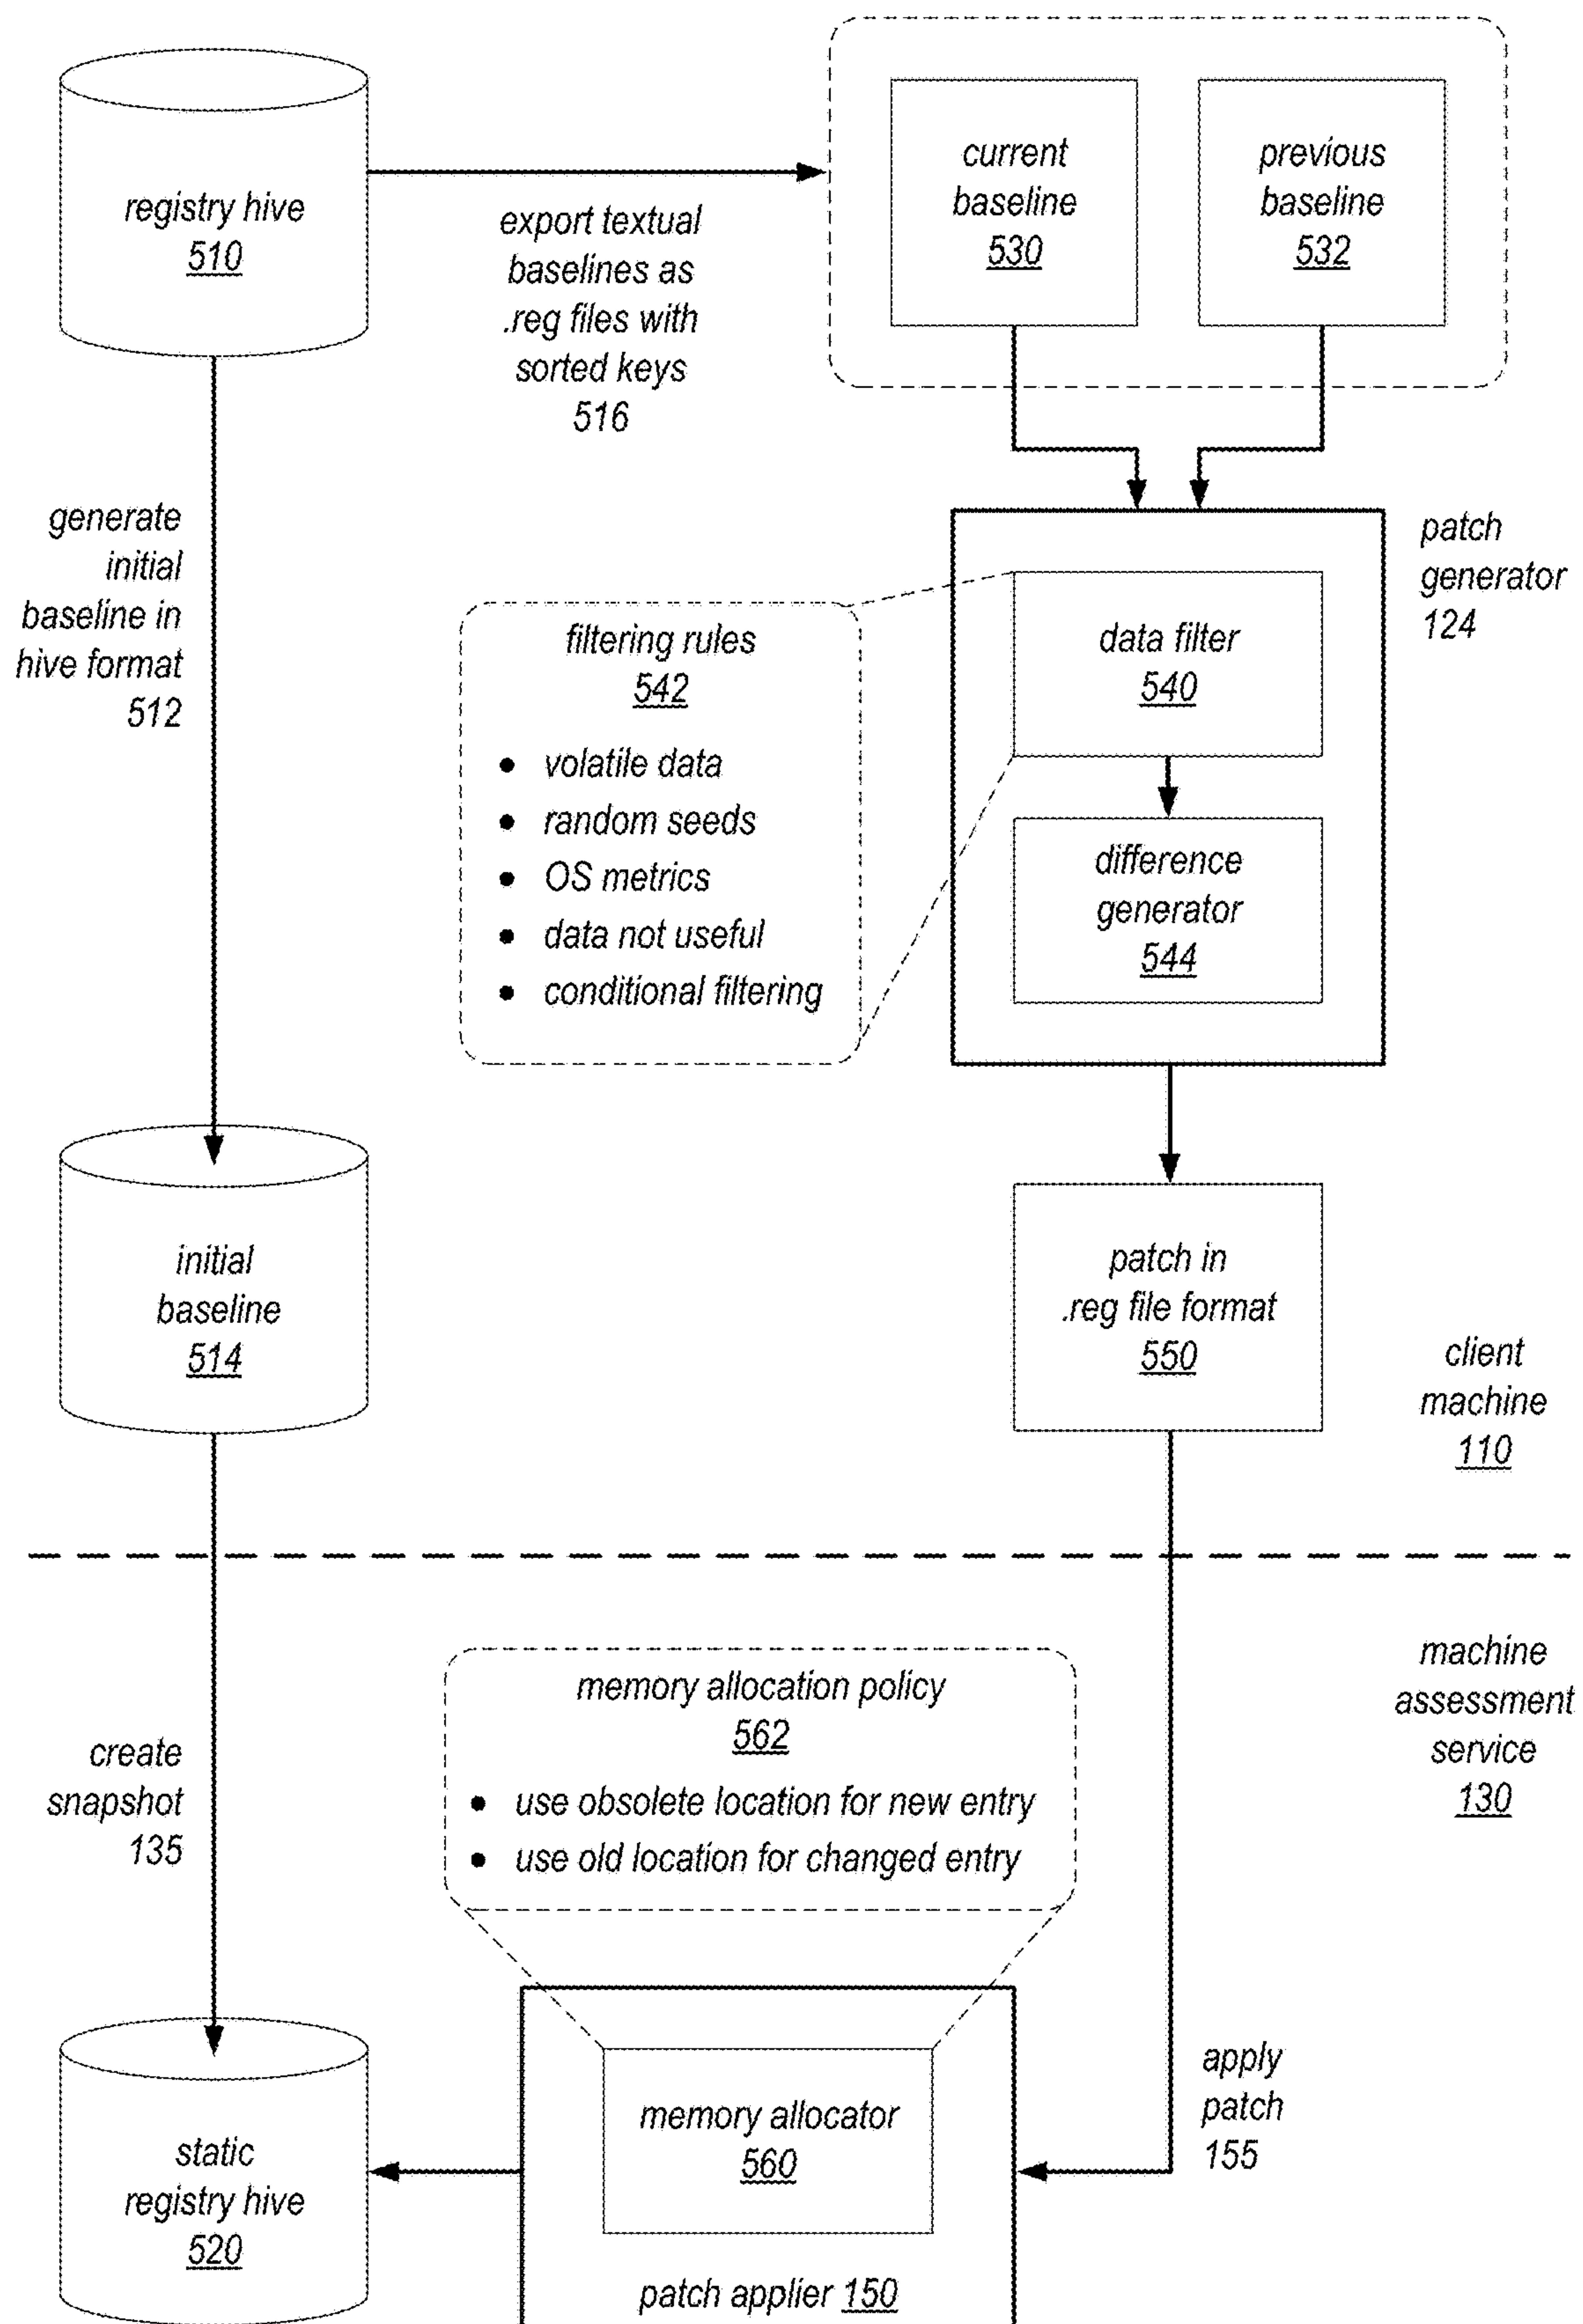 registry hive
510
export textual
baselines as
.reg files with
sorted keys
516
current
baseline
530
previous
baseline
532
generate
initial
baseline in
hive format
512
filtering rules
542
• volatile data
• random seeds
• OS metrics
• data not useful
• conditional filtering
data filter
540
difference
generator
544
patch
generator
124
initial
baseline
514
patch in
.reg file format
550
client
machine
110
machine
assessment
service
130
create
snapshot
135
memory allocation policy
562
• use obsolete location for new entry
• use old location for changed entry
static
registry hive
520
memory allocator
560
patch applier 150
apply
patch
155